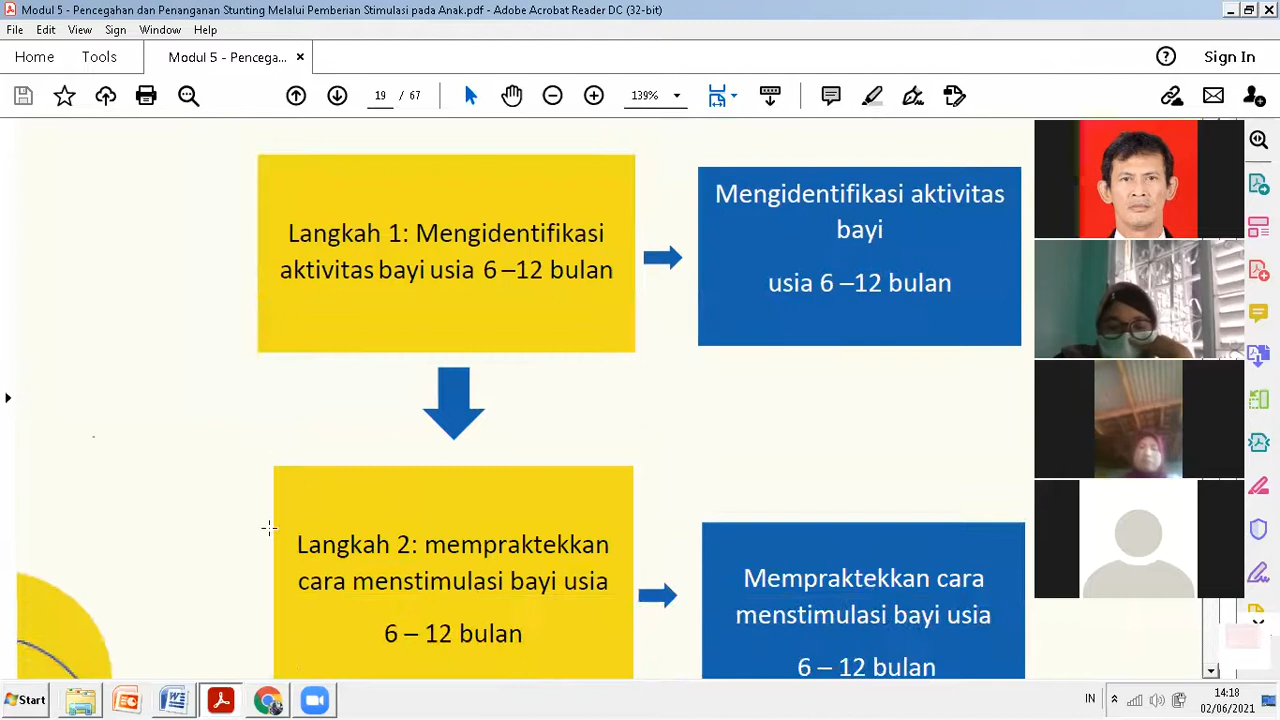 Modul 5 - Pencegahan dan Penanganan Stunting Melalui Pemberian Stimulasi pada Anak.pdf - Adobe Acrobat Reader DC (32-bit)
File Edit View Sign Window Help
Home Tools Modul 5 - Pencega... Sign In
19 / 67 139%
Langkah 1: Mengidentifikasi
aktivitas bayi usia 6 –12 bulan
Mengidentifikasi aktivitas
bayi
usia 6 –12 bulan
Langkah 2: mempraktekkan
cara menstimulasi bayi usia
6 – 12 bulan
Mempraktekkan cara
menstimulasi bayi usia
6 – 12 bulan
Start IN 14:18
02/06/2021